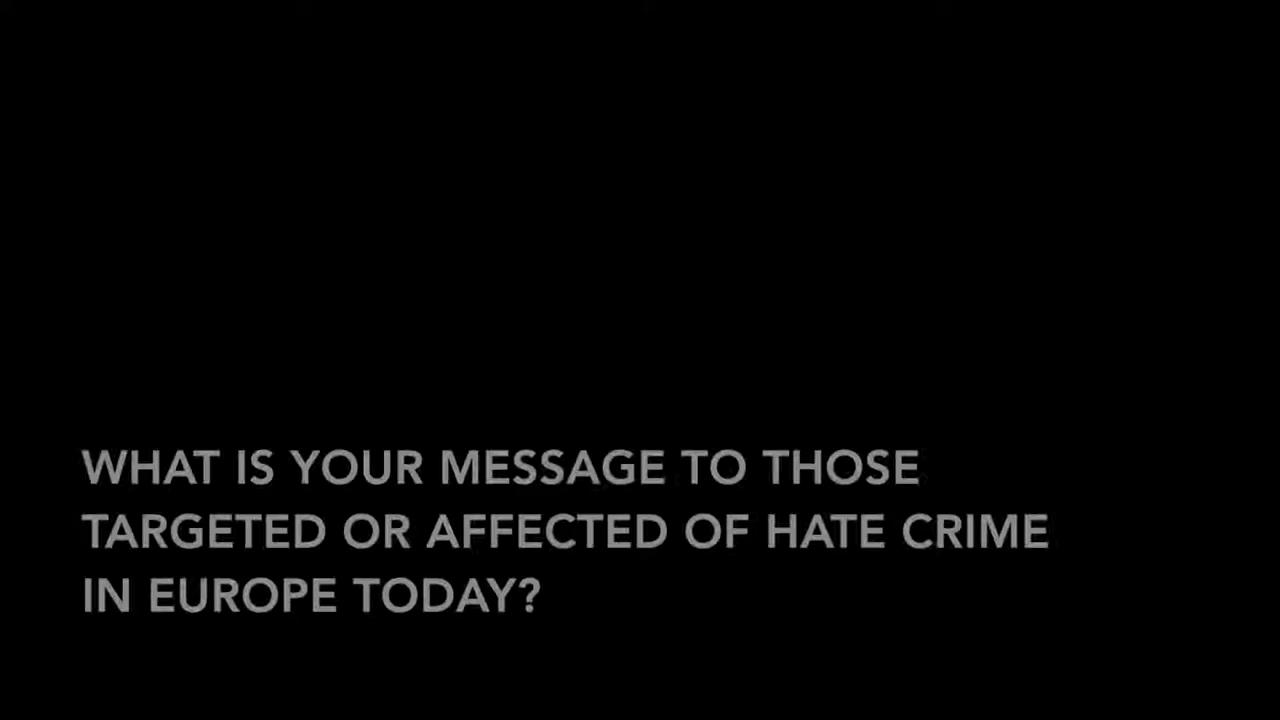 WHAT IS YOUR MESSAGE TO THOSE
TARGETED OR AFFECTED OF HATE CRIME
IN EUROPE TODAY?